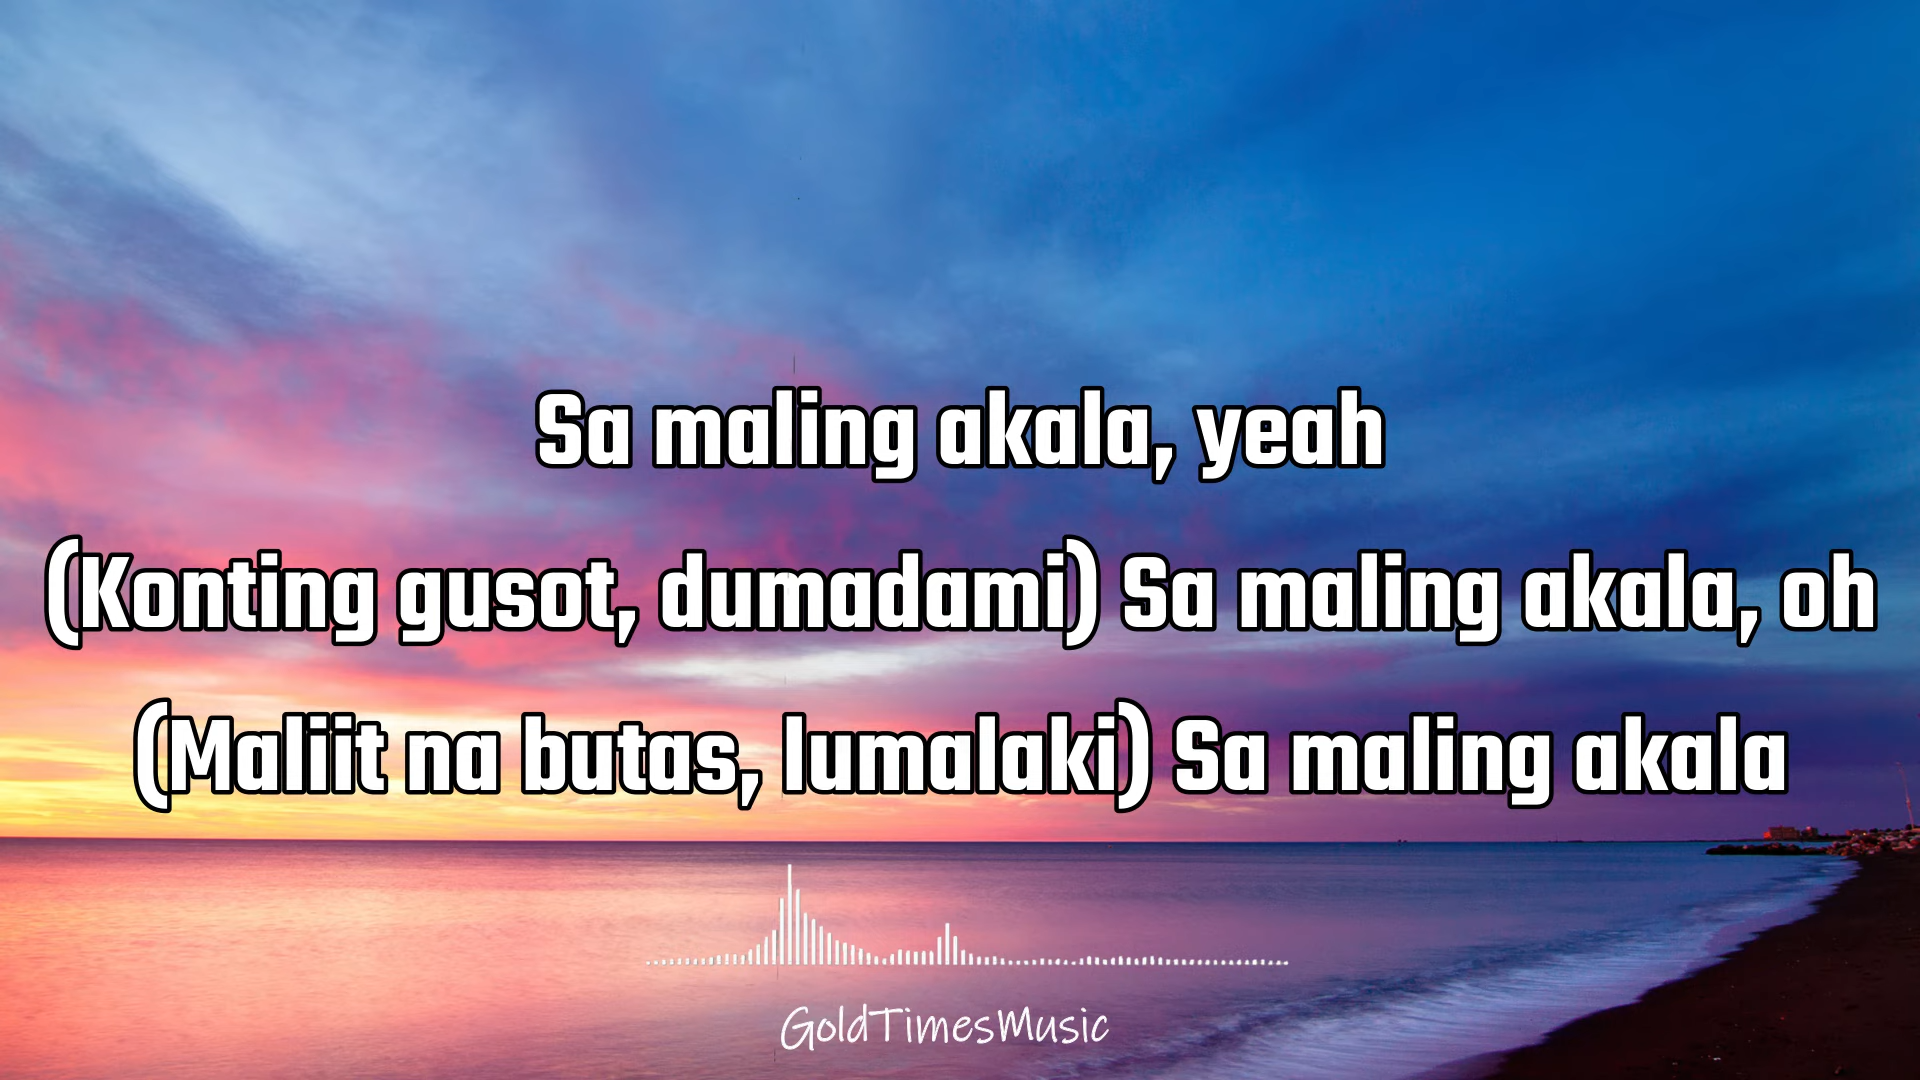 Sa maling akala, yeah
(Konting gusot, dumadami) Sa maling akala, oh
(Maliit na butas, lumalaki) Sa maling akala
GoldTimesMusic